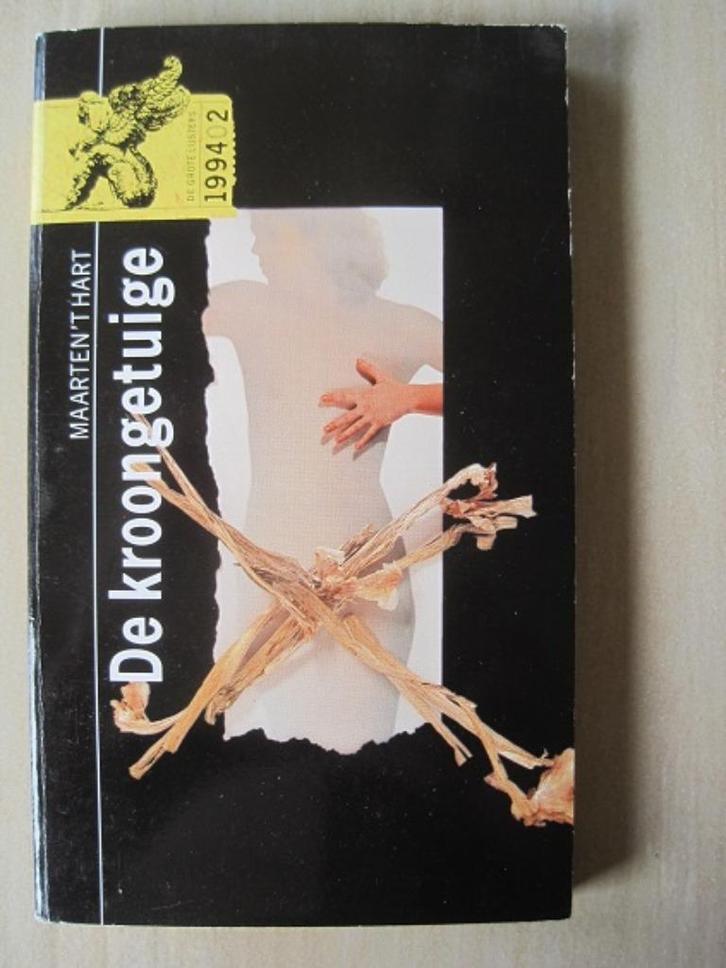 DE GROTE LIJSTERS
1994 02
MAARTEN 'T HART
De kroongetuige